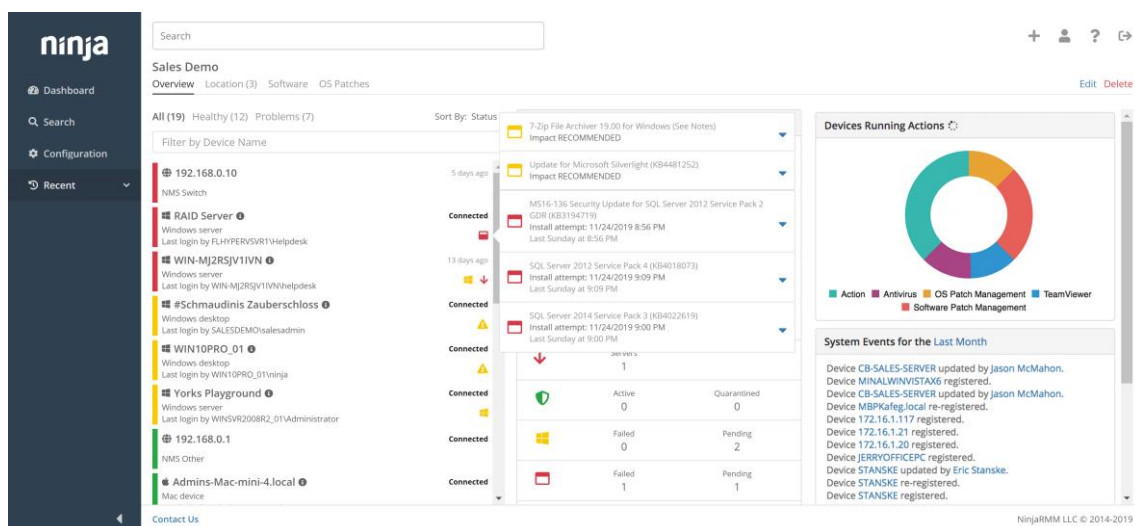 ninja
Dashboard
Search
Configuration
Recent
Search
Sales Demo
Overview Location (3) Software OS Patches
Edit Delete
All (19) Healthy (12) Problems (7)
Sort By: Status
Filter by Device Name
192.168.0.10
5 days ago
NMS Switch
RAID Server
Connected
Windows server
Last login by FLHYPERVSVR1\Helpdesk
WIN-MJ2RSJV1IVN
13 days ago
Windows server
Last login by WIN-MJ2RSJV1IVN\helpdesk
#Schmaudinis Zauberschloss
Connected
Windows desktop
Last login by SALESDEMO\salesadmin
WIN10PRO_01
Connected
Windows desktop
Last login by WIN10PRO_01\ninja
Yorks Playground
Connected
Windows server
Last login by WINSVR2008R2_01\Administrator
192.168.0.1
Connected
NMS Other
Admins-Mac-mini-4.local
Connected
Mac device
7-Zip File Archiver 19.00 for Windows (See Notes)
Impact RECOMMENDED
Update for Microsoft Silverlight (KB4481252)
Impact RECOMMENDED
MS16-136 Security Update for SQL Server 2012 Service Pack 2
GDR (KB3194719)
Install attempt: 11/24/2019 8:56 PM
Last Sunday at 8:56 PM
SQL Server 2012 Service Pack 4 (KB4018073)
Install attempt: 11/24/2019 9:09 PM
Last Sunday at 9:09 PM
SQL Server 2014 Service Pack 3 (KB4022619)
Install attempt: 11/24/2019 9:00 PM
Last Sunday at 9:00 PM
Servers
1
Active Quarantined
0 0
Failed Pending
0 2
Failed Pending
1 1
Devices Running Actions
Action Antivirus OS Patch Management TeamViewer
Software Patch Management
System Events for the Last Month
Device CB-SALES-SERVER updated by Jason McMahon.
Device MINALWINVISTAX6 registered.
Device CB-SALES-SERVER updated by Jason McMahon.
Device MBPKafeg.local re-registered.
Device 172.16.1.117 registered.
Device 172.16.1.21 registered.
Device 172.16.1.20 registered.
Device JERRYOFFICEPC registered.
Device STANSKE updated by Eric Stanske.
Device STANSKE re-registered.
Device STANSKE registered.
Contact Us
NinjaRMM LLC © 2014-2019